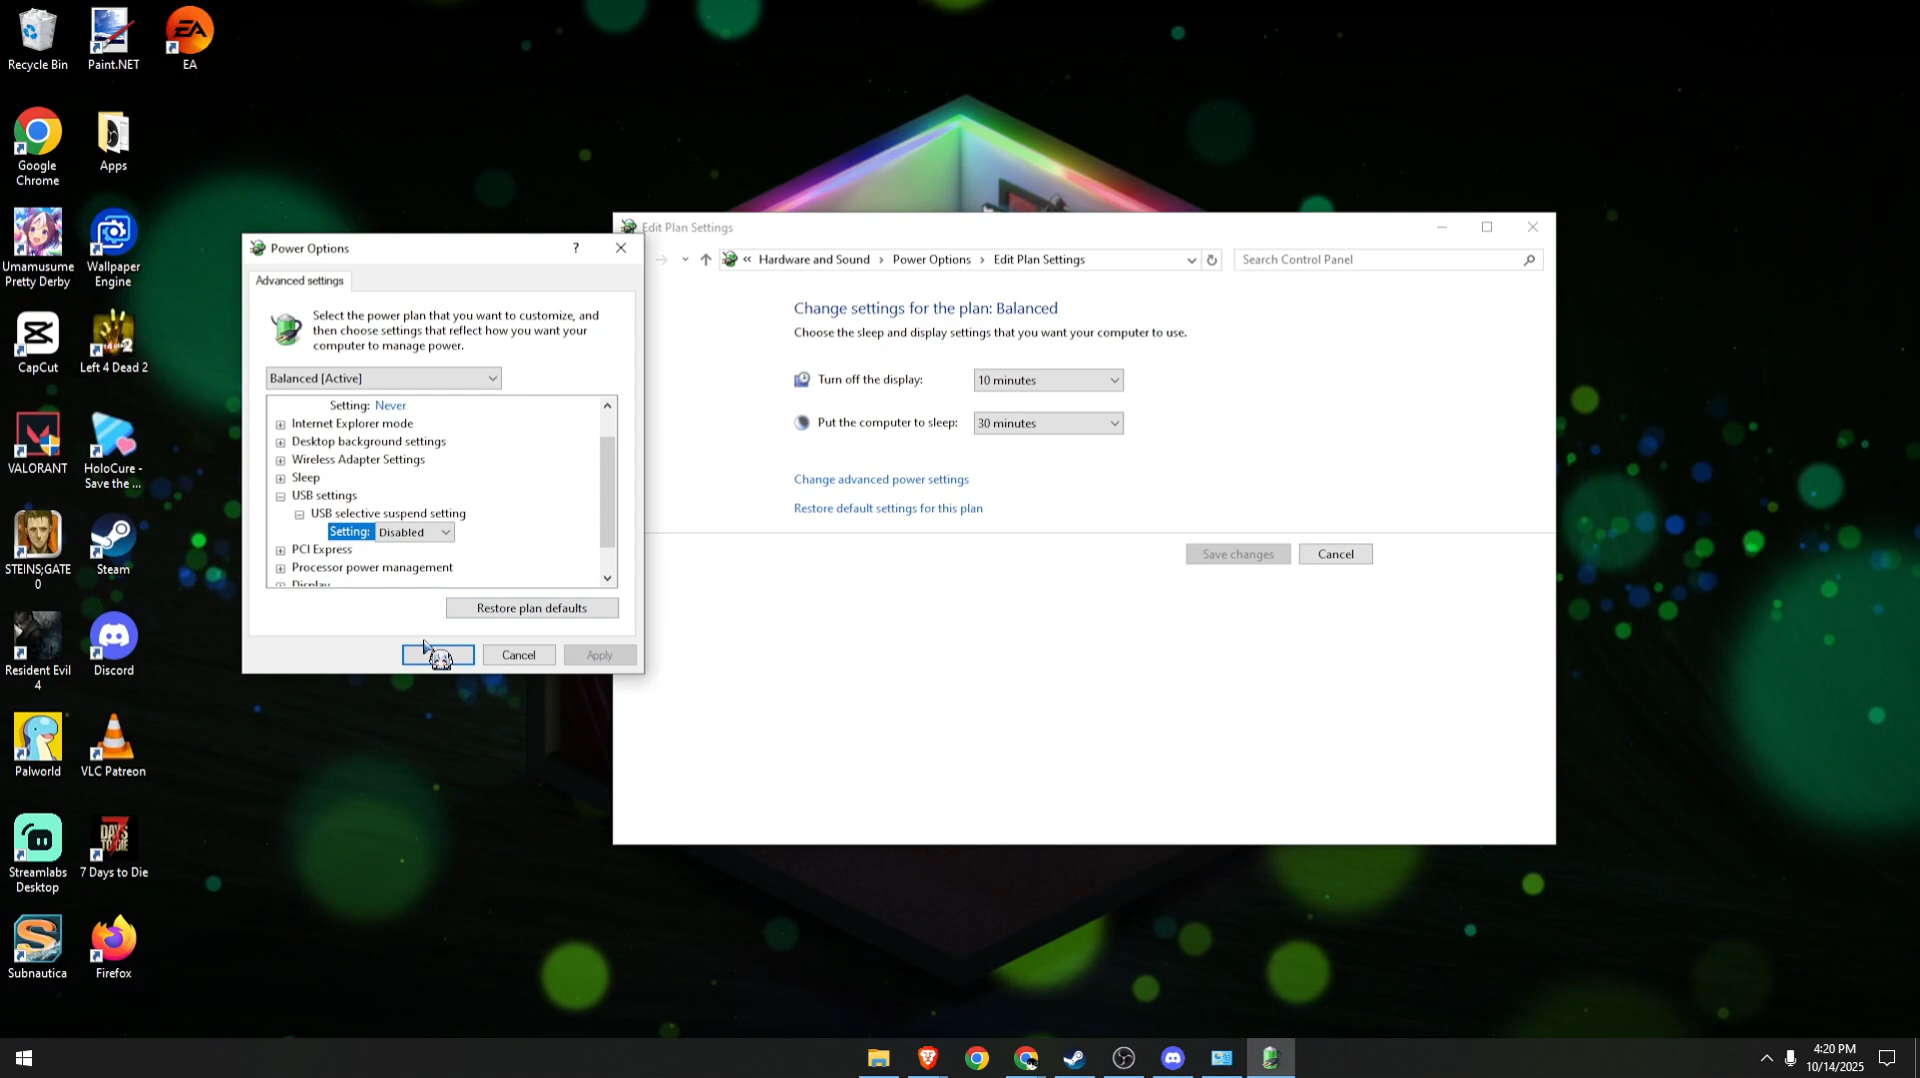 Recycle Bin
Paint.NET
EA
EA
Google
Chrome
Apps
Umamusume
Pretty Derby
Wallpaper
Engine
CapCut
Left 4 Dead 2
VALORANT
HoloCure -
Save the ...
STEINS;GATE
0
Steam
Resident Evil
4
Discord
Palworld
VLC Patreon
DAYS
Streamlabs
Desktop
7 Days to Die
Subnautica
Firefox
Power Options
?
Advanced settings
Select the power plan that you want to customize, and
then choose settings that reflect how you want your
computer to manage power.
Balanced [Active]
Setting: Never
Internet Explorer mode
Desktop background settings
Wireless Adapter Settings
Sleep
USB settings
USB selective suspend setting
Setting: Disabled
PCI Express
Processor power management
Display
Restore plan defaults
Cancel
Apply
Edit Plan Settings
« Hardware and Sound › Power Options › Edit Plan Settings
Search Control Panel
Change settings for the plan: Balanced
Choose the sleep and display settings that you want your computer to use.
Turn off the display:
10 minutes
Put the computer to sleep:
30 minutes
Change advanced power settings
Restore default settings for this plan
Save changes
Cancel
4:20 PM
10/14/2025